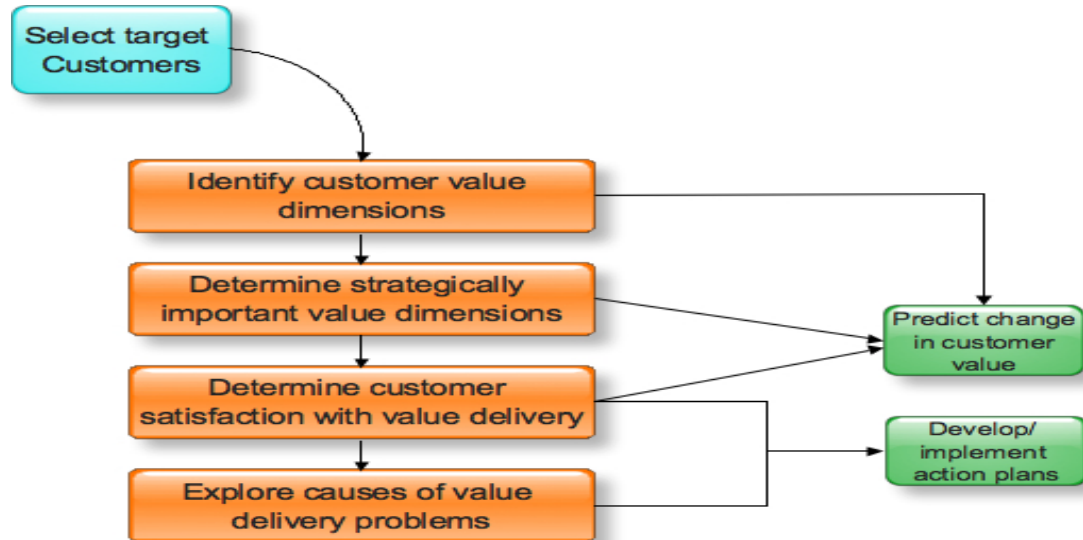 Select target
Customers
Identify customer value
dimensions
Determine strategically
important value dimensions
Predict change
in customer
value
Determine customer
satisfaction with value delivery
Develop/
implement
action plans
Explore causes of value
delivery problems